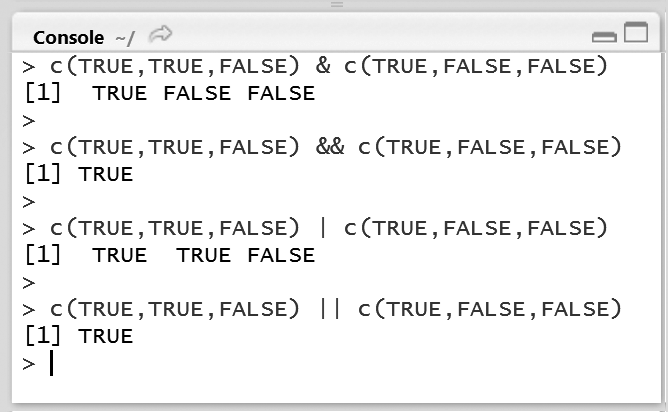 Console ~/
> c(TRUE,TRUE,FALSE) & c(TRUE,FALSE,FALSE)
[1]  TRUE FALSE FALSE
>
> c(TRUE,TRUE,FALSE) && c(TRUE,FALSE,FALSE)
[1] TRUE
>
> c(TRUE,TRUE,FALSE) | c(TRUE,FALSE,FALSE)
[1]  TRUE  TRUE FALSE
>
> c(TRUE,TRUE,FALSE) || c(TRUE,FALSE,FALSE)
[1] TRUE
>